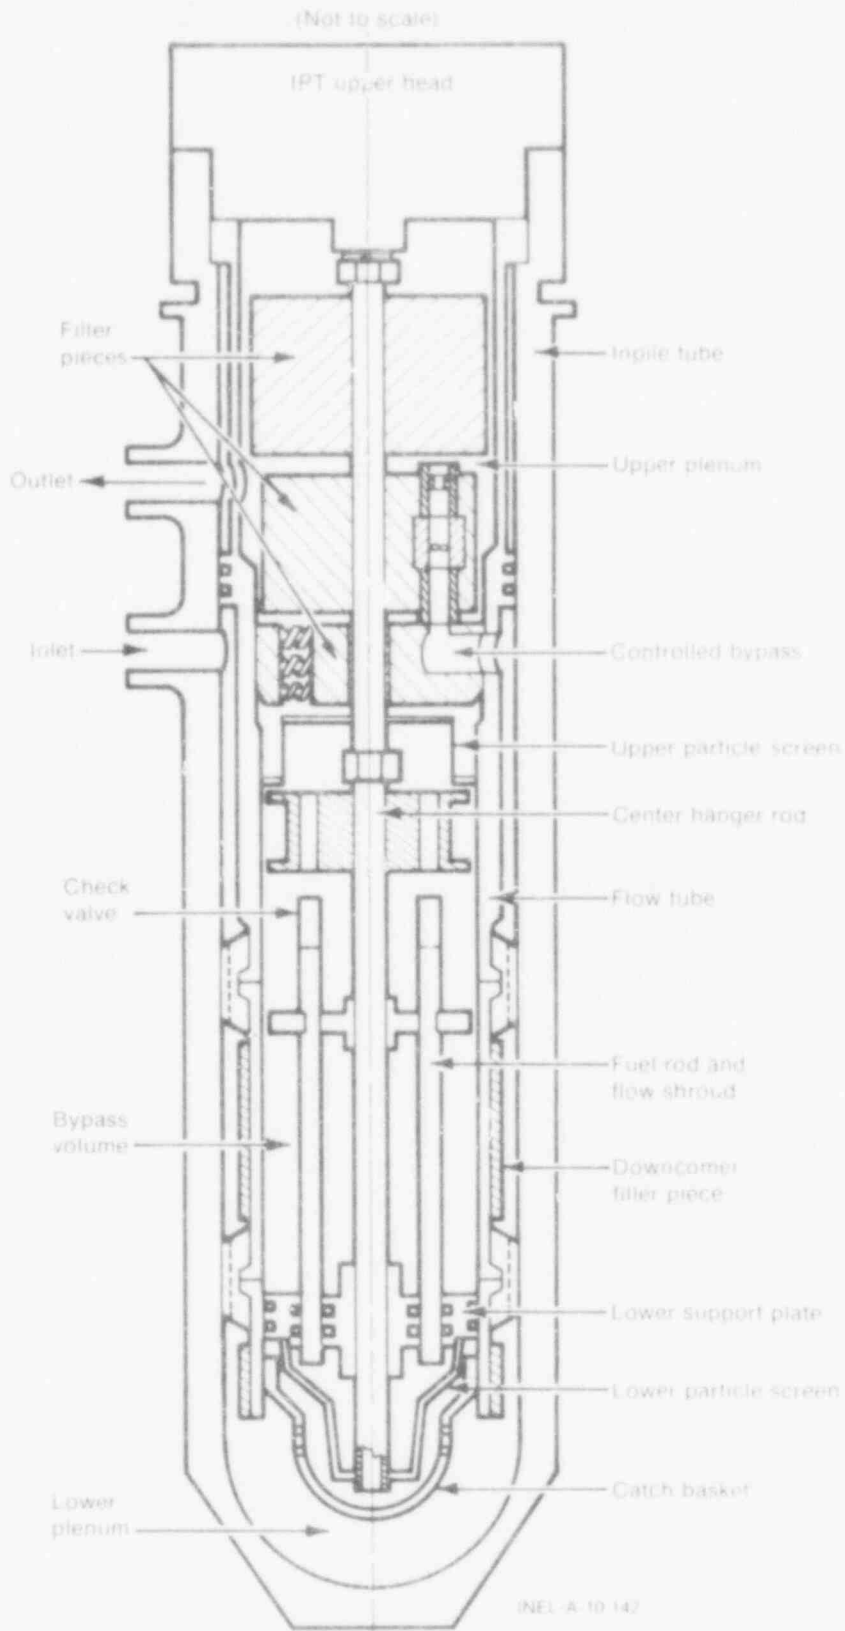 (Not to scale)
IPT upper head
Filter
pieces
Inpile tube
Upper plenum
Outlet
Inlet
Controlled bypass
Upper particle screen
Center hanger rod
Check
valve
Flow tube
Fuel rod and
flow shroud
Bypass
volume
Downcomer
filler piece
Lower support plate
Lower particle screen
Catch basket
Lower
plenum
INEL-A-10 142